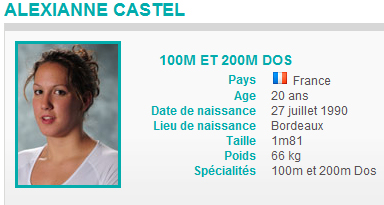 ALEXIANNE CASTEL
100M ET 200M DOS
Pays France
Age 20 ans
Date de naissance 27 juillet 1990
Lieu de naissance Bordeaux
Taille 1m81
Poids 66 kg
Spécialités 100m et 200m Dos